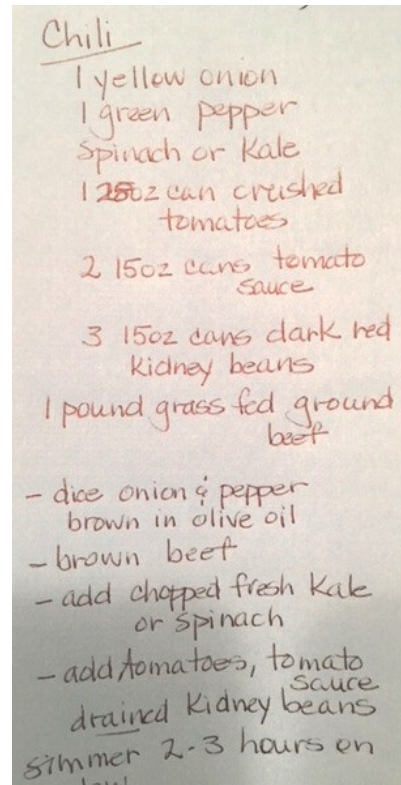 Chili
1 yellow onion
1 green pepper
Spinach or Kale
1 28oz can crushed
tomatoes
2 15oz cans tomato
sauce
3 15oz cans dark red
kidney beans
1 pound grass fed ground
beef
- dice onion & pepper
brown in olive oil
- brown beef
- add chopped fresh Kale
or spinach
- add tomatoes, tomato
sauce
drained kidney beans
simmer 2-3 hours on